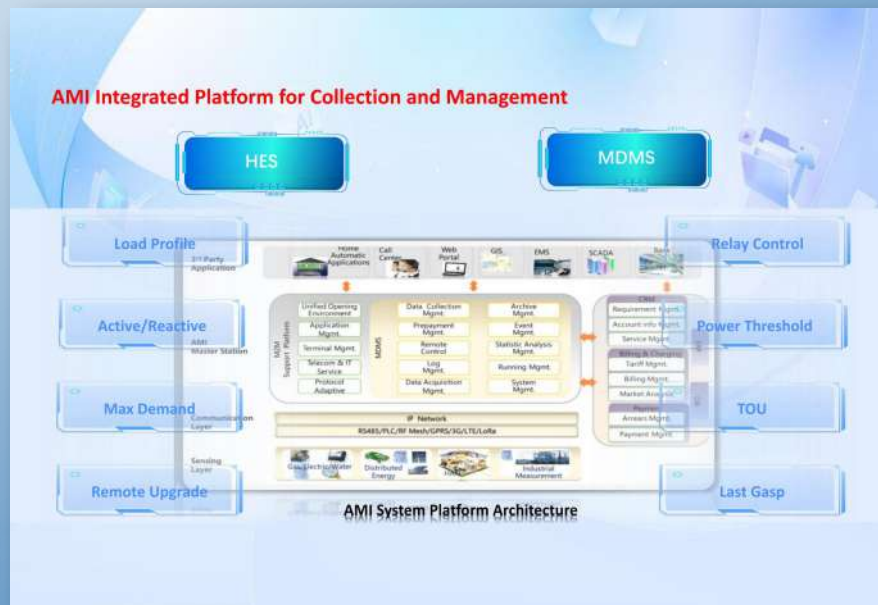 AMI Integrated Platform for Collection and Management
HES
MDMS
Load Profile
Active/Reactive
Max Demand
Remote Upgrade
Relay Control
Power Threshold
TOU
Last Gasp
3rd Party
Application
Home
Automatic
Applications
Call
Center
Web
Portal
GIS
EMS
SCADA
Bank
AMI
Master Station
M2M
Support Platform
Unified Opening
Environment
Application
Mgmt.
Terminal Mgmt.
Telecom & IT
Service
Protocol
Adaptive
MDMS
Data Collection
Mgmt.
Prepayment
Mgmt.
Remote
Control
Log
Mgmt.
Data Acquisition
Mgmt.
Archive
Mgmt.
Event
Mgmt.
Statistic Analysis
Mgmt.
Running Mgmt.
System
Mgmt.
CRM
Requirement Mgmt.
Account info Mgmt.
Service Mgmt.
Billing & Charging
Tariff Mgmt.
Billing Mgmt.
Market Analysis
Payment
Arrears Mgmt.
Payment Mgmt.
Communication
Layer
IP Network
RS485/PLC/RF Mesh/GPRS/3G/LTE/LoRa
Sensing
Layer
Gas/Electric/Water
Distributed
Energy
Industrial
Measurement
AMI System Platform Architecture